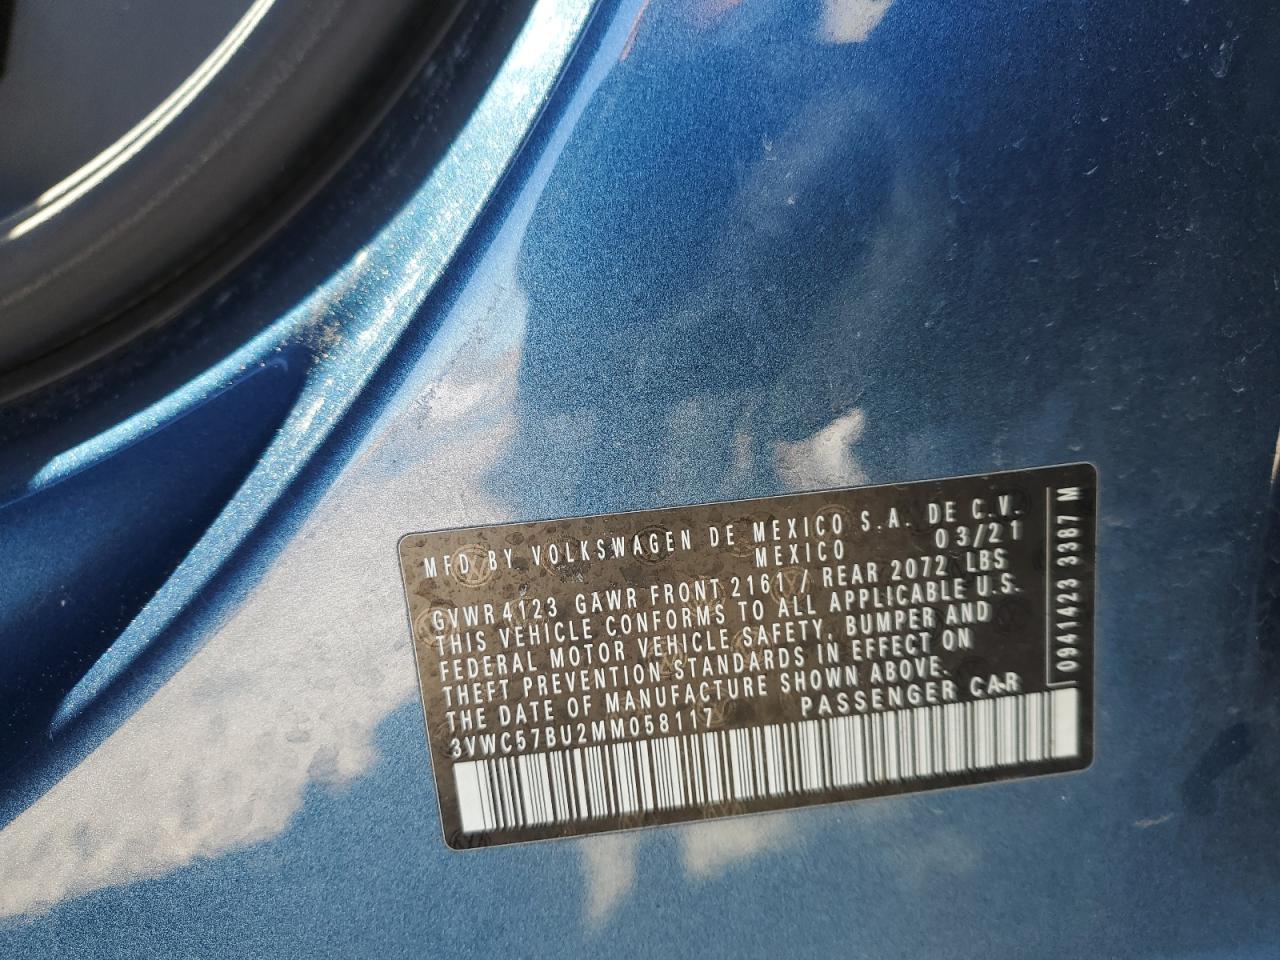 MFD BY VOLKSWAGEN DE MEXICO S.A. DE C.V.
MEXICO 03/21
GVWR 4123 GAWR FRONT 2161 / REAR 2072 LBS
THIS VEHICLE CONFORMS TO ALL APPLICABLE U.S.
FEDERAL MOTOR VEHICLE SAFETY, BUMPER AND
THEFT PREVENTION STANDARDS IN EFFECT ON
THE DATE OF MANUFACTURE SHOWN ABOVE.
3VWC57BU2MM058117 PASSENGER CAR
0941423 3387 M